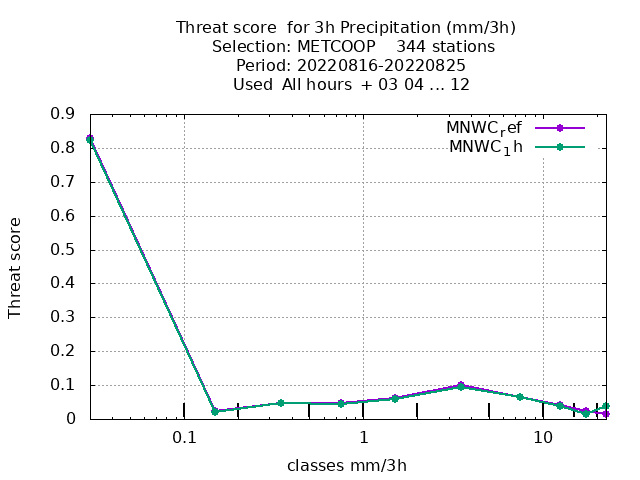 Threat score  for 3h Precipitation (mm/3h)
Selection: METCOOP    344 stations
Period: 20220816-20220825
Used  All hours  + 03 04 ... 12
MNWCref
MNWC1h
0.9
0.8
0.7
0.6
0.5
0.4
0.3
0.2
0.1
0
Threat score
0.1 1 10
classes mm/3h